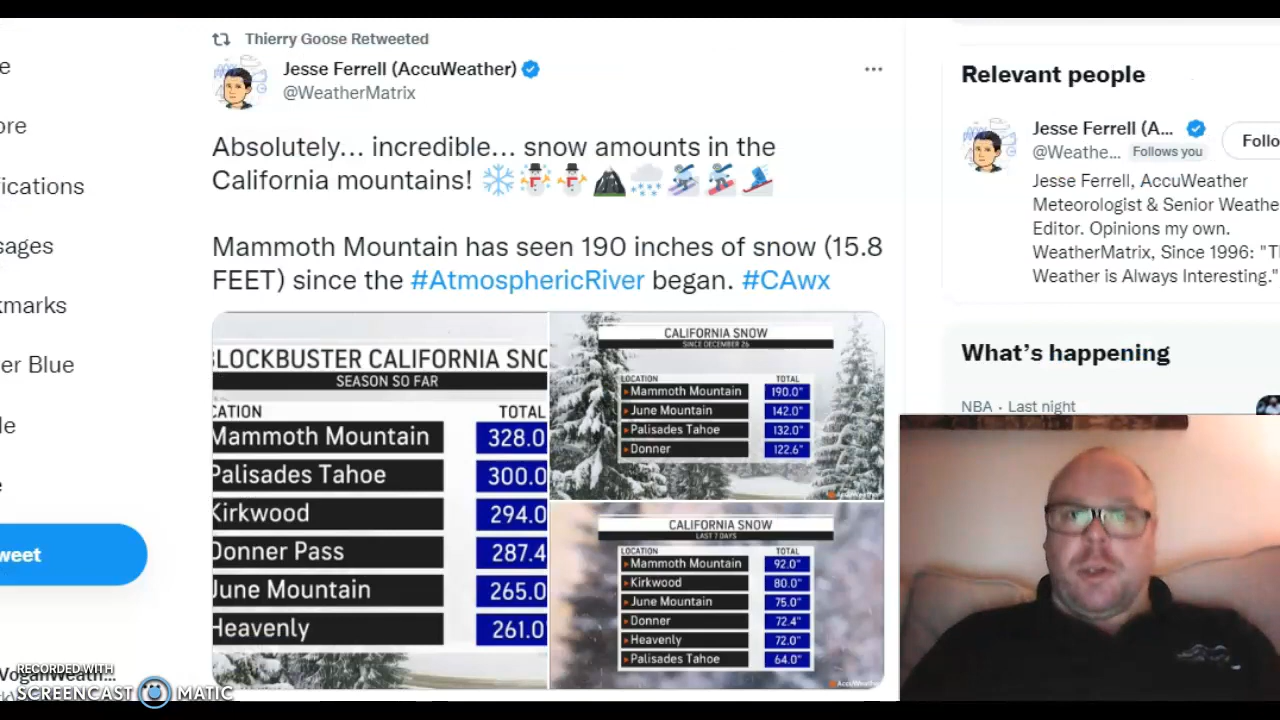 Thierry Goose Retweeted
Jesse Ferrell (AccuWeather)
@WeatherMatrix
Absolutely... incredible... snow amounts in the
California mountains!
Mammoth Mountain has seen 190 inches of snow (15.8
FEET) since the #AtmosphericRiver began. #CAwx
LOCKBUSTER CALIFORNIA SNO
SEASON SO FAR
CATION TOTAL
Mammoth Mountain 328.0
Palisades Tahoe 300.0
Kirkwood 294.0
Donner Pass 287.4
June Mountain 265.0
Heavenly 261.0
CALIFORNIA SNOW
SINCE DECEMBER 26
LOCATION TOTAL
Mammoth Mountain 190.0"
June Mountain 142.0"
Palisades Tahoe 132.0"
Donner 122.6"
AccuWeather
CALIFORNIA SNOW
LAST 7 DAYS
LOCATION TOTAL
Mammoth Mountain 92.0"
Kirkwood 80.0"
June Mountain 75.0"
Donner 72.4"
Heavenly 72.0"
Palisades Tahoe 64.0"
AccuWeather
e
ore
fications
sages
kmarks
er Blue
le
e
weet
VoganWeath...
RECORDED WITH
SCREENCAST MATIC
Relevant people
Jesse Ferrell (A...
@Weathe... Follows you
Follo
Jesse Ferrell, AccuWeather
Meteorologist & Senior Weathe
Editor. Opinions my own.
WeatherMatrix, Since 1996: "Th
Weather is Always Interesting."
What's happening
NBA · Last night